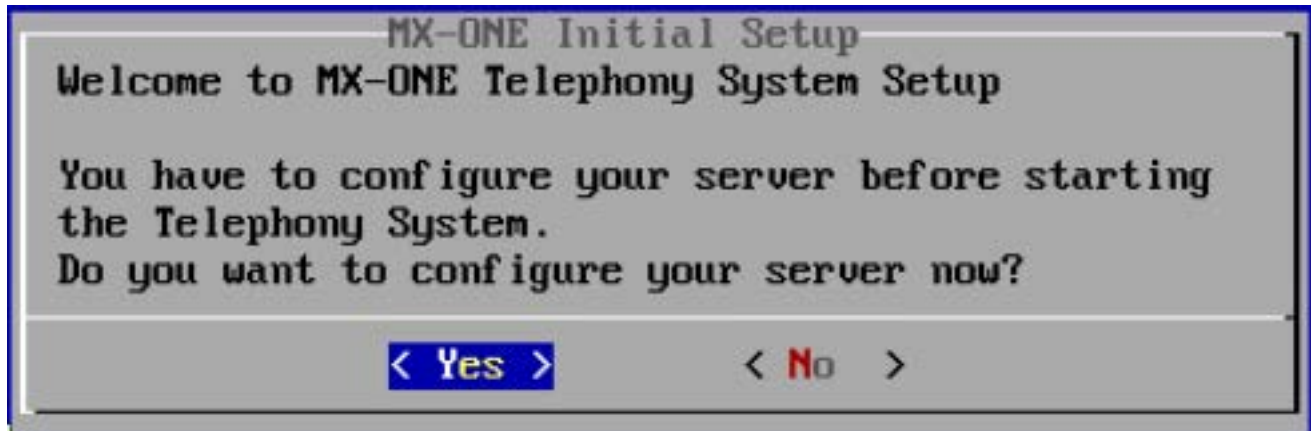 MX-ONE Initial Setup
Welcome to MX-ONE Telephony System Setup
You have to configure your server before starting
the Telephony System.
Do you want to configure your server now?
< Yes > < No >